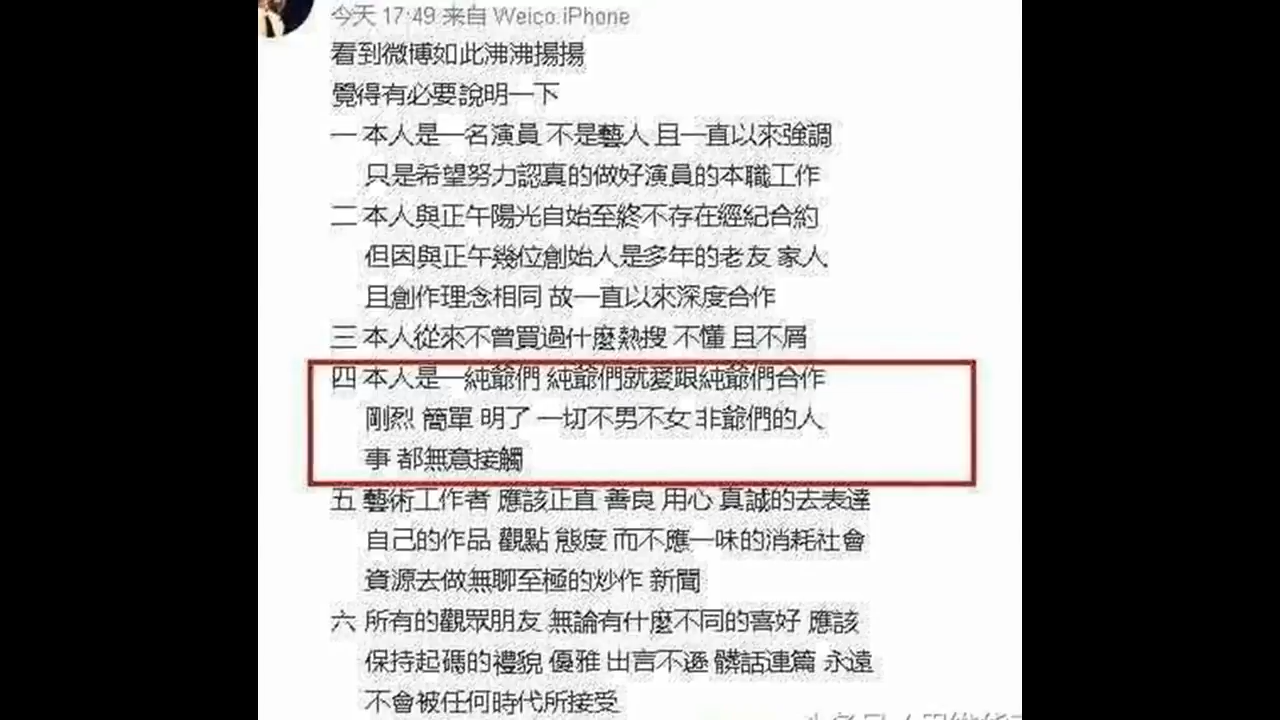 今天 17:49 来自 Weico.iPhone
看到微博如此沸沸揚揚
覺得有必要說明一下
一 本人是一名演員 不是藝人 且一直以來強調
只是希望努力認真的做好演員的本職工作
二 本人與正午陽光自始至終不存在經紀合約
但因與正午幾位創始人是多年的老友 家人
且創作理念相同 故一直以來深度合作
三 本人從來不曾買過什麼熱搜 不懂 且不屑
四 本人是一純爺們 純爺們就愛跟純爺們合作
剛烈 簡單 明了 一切不男不女 非爺們的人
事 都無意接觸
五 藝術工作者 應該正直 善良 用心 真誠的去表達
自己的作品 觀點 態度 而不應一味的消耗社會
資源去做無聊至極的炒作 新聞
六 所有的觀眾朋友 無論有什麼不同的喜好 應該
保持起碼的禮貌 優雅 出言不遜 髒話連篇 永遠
不會被任何時代所接受